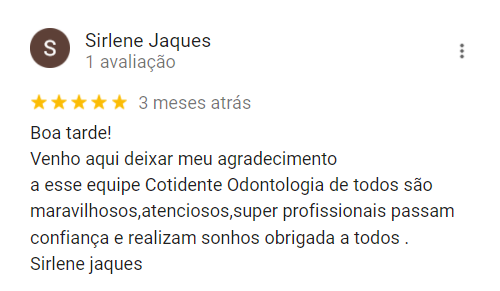 S
Sirlene Jaques
1 avaliação
3 meses atrás
Boa tarde!
Venho aqui deixar meu agradecimento
a esse equipe Cotidente Odontologia de todos são
maravilhosos,atenciosos,super profissionais passam
confiança e realizam sonhos obrigada a todos .
Sirlene jaques